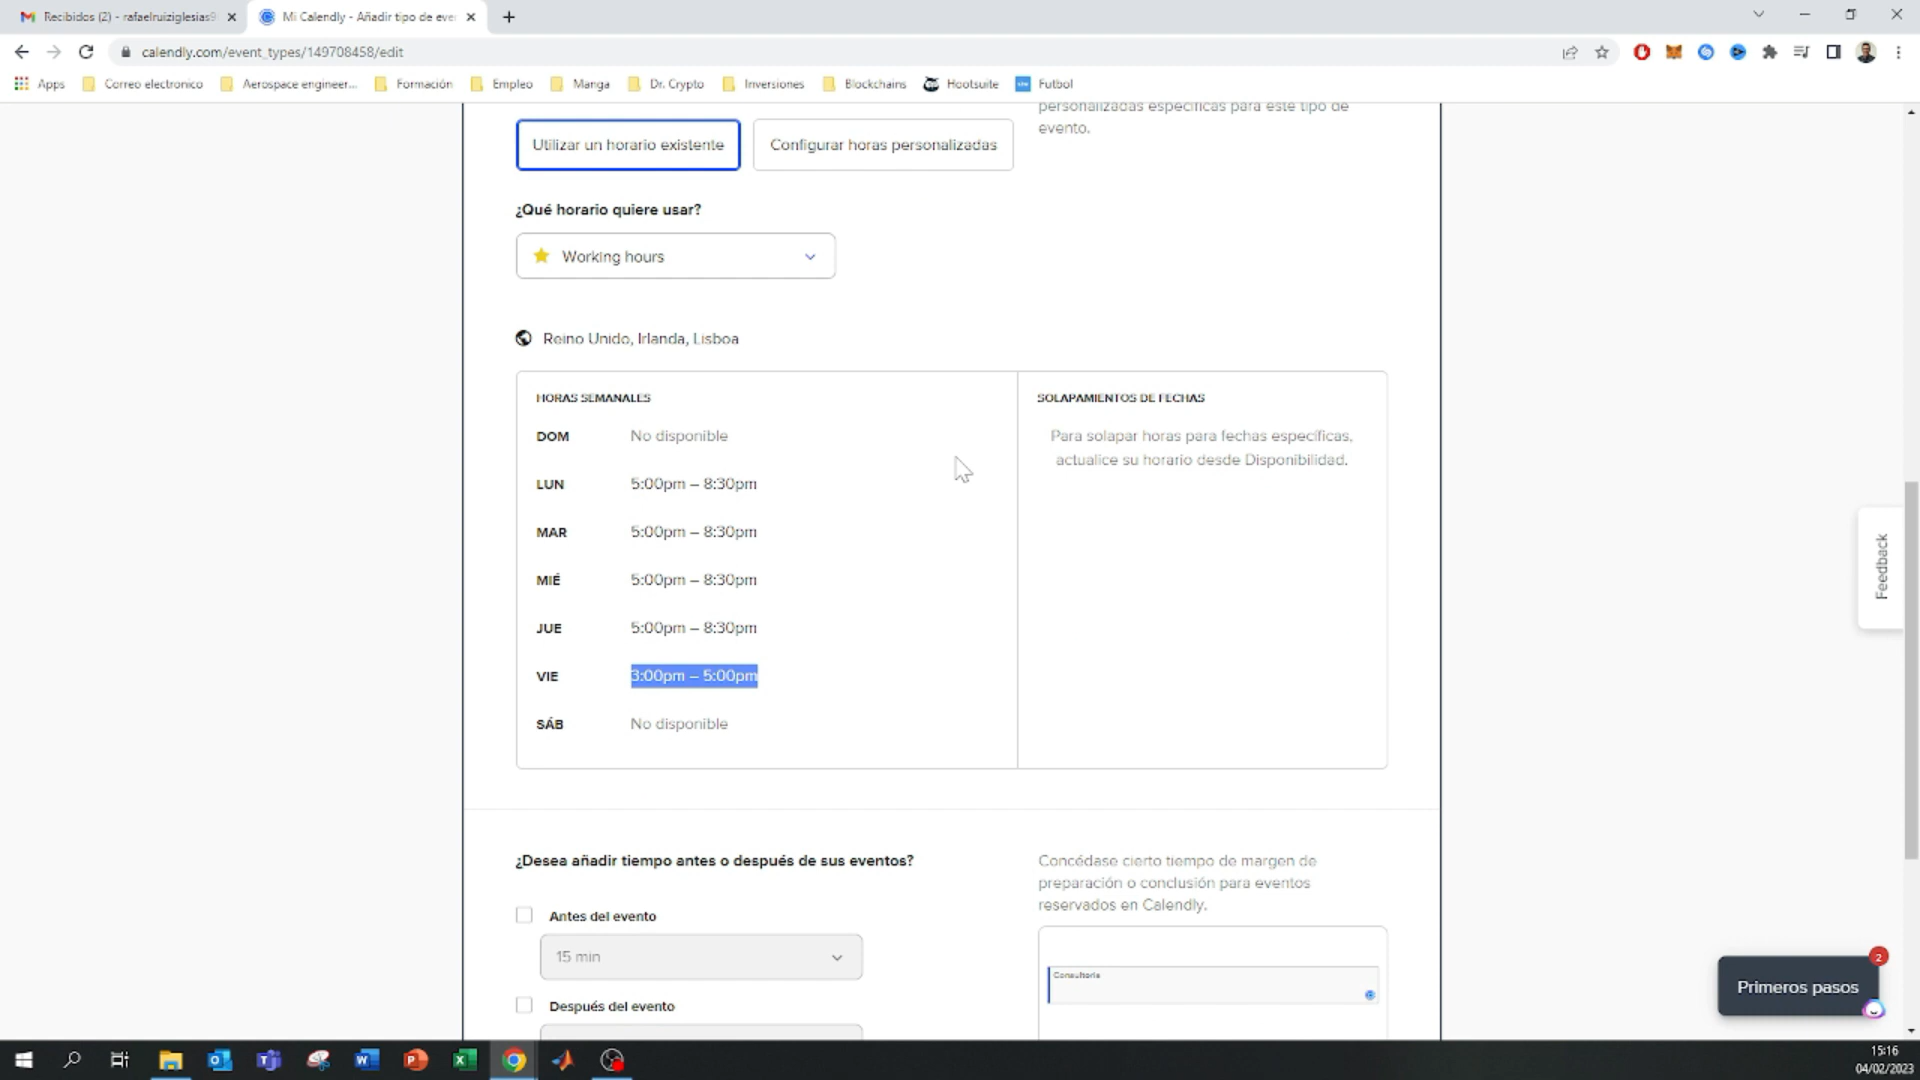 Recibidos (2) - rafaelruiziglesias9
Mi Calendly - Añadir tipo de eve
calendly.com/event_types/149708458/edit
Apps
Correo electronico
Aerospace engineer...
Formación
Empleo
Manga
Dr. Crypto
Inversiones
Blockchains
Hootsuite
Futbol
personalizadas específicas para este tipo de
evento.
Utilizar un horario existente
Configurar horas personalizadas
¿Qué horario quiere usar?
Working hours
Reino Unido, Irlanda, Lisboa
HORAS SEMANALES
SOLAPAMIENTOS DE FECHAS
DOM No disponible
Para solapar horas para fechas específicas,
actualice su horario desde Disponibilidad.
LUN 5:00pm – 8:30pm
MAR 5:00pm – 8:30pm
MIÉ 5:00pm – 8:30pm
JUE 5:00pm – 8:30pm
VIE 3:00pm – 5:00pm
SÁB No disponible
Feedback
¿Desea añadir tiempo antes o después de sus eventos?
Concédase cierto tiempo de margen de
preparación o conclusión para eventos
reservados en Calendly.
Antes del evento
15 min
Después del evento
Consultoría
2
Primeros pasos
15:16
04/02/2023